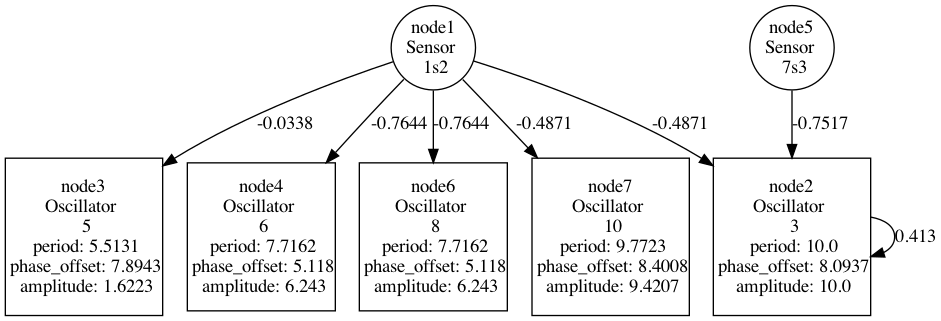 node1
Sensor
1s2
node5
Sensor
7s3
-0.0338
-0.7644
-0.7644
-0.4871
-0.4871
-0.7517
node3
Oscillator
5
period: 5.5131
phase_offset: 7.8943
amplitude: 1.6223
node4
Oscillator
6
period: 7.7162
phase_offset: 5.118
amplitude: 6.243
node6
Oscillator
8
period: 7.7162
phase_offset: 5.118
amplitude: 6.243
node7
Oscillator
10
period: 9.7723
phase_offset: 8.4008
amplitude: 9.4207
node2
Oscillator
3
period: 10.0
phase_offset: 8.0937
amplitude: 10.0
0.413